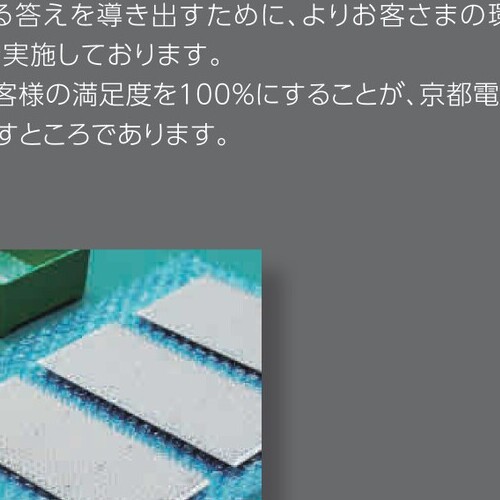 る答えを導き出すために、よりお客さまの環
実施しております。
客様の満足度を100%にすることが、京都電
すところであります。